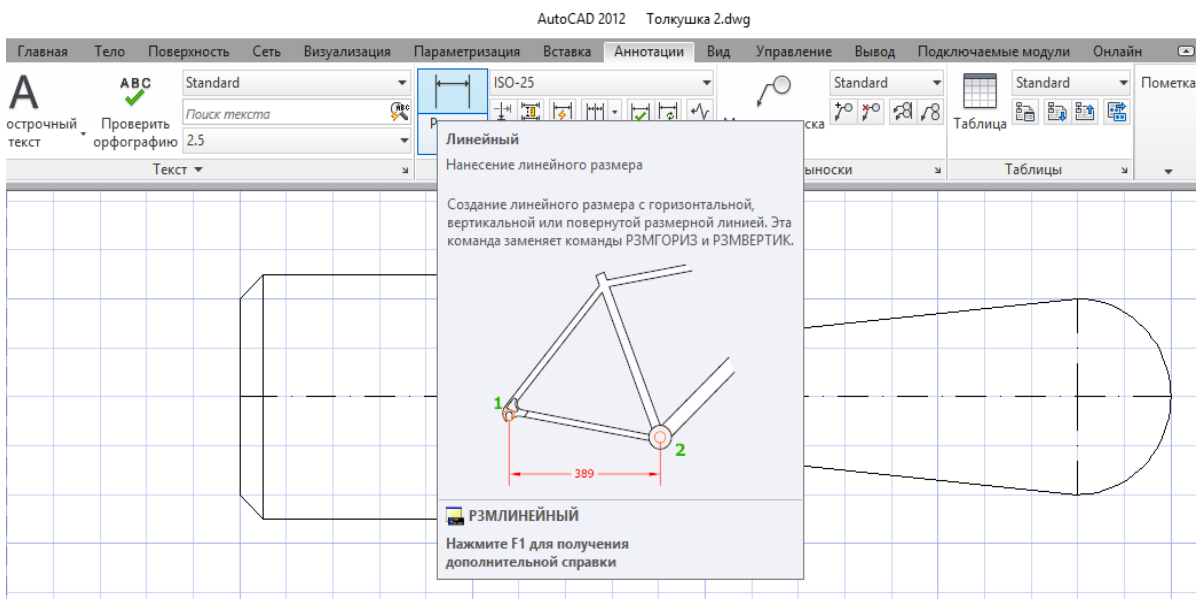 AutoCAD 2012 Толкушка 2.dwg
Главная Тело Поверхность Сеть Визуализация Параметризация Вставка Аннотации Вид Управление Вывод Подключаемые модули Онлайн
A ABC Standard ISO-25 Standard Standard Пометка
Поиск текста ABC
острочный Проверить Таблица
текст орфографию 2.5
Текст Таблицы
Линейный
Нанесение линейного размера
Создание линейного размера с горизонтальной,
вертикальной или повернутой размерной линией. Эта
команда заменяет команды РЗМГОРИЗ и РЗМВЕРТИК.
1
2
389
РЗМЛИНЕЙНЫЙ
Нажмите F1 для получения
дополнительной справки